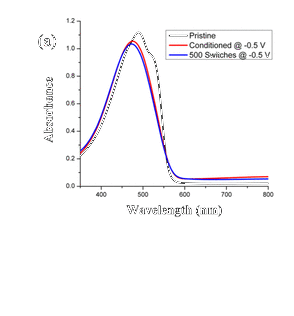 (a)
Pristine
Conditioned @ -0.5 V
500 Swiches @ -0.5 V
Absorbance
1.2
1.0
0.8
0.6
0.4
0.2
0.0
400 500 600 700 800
Wavelength (nm)